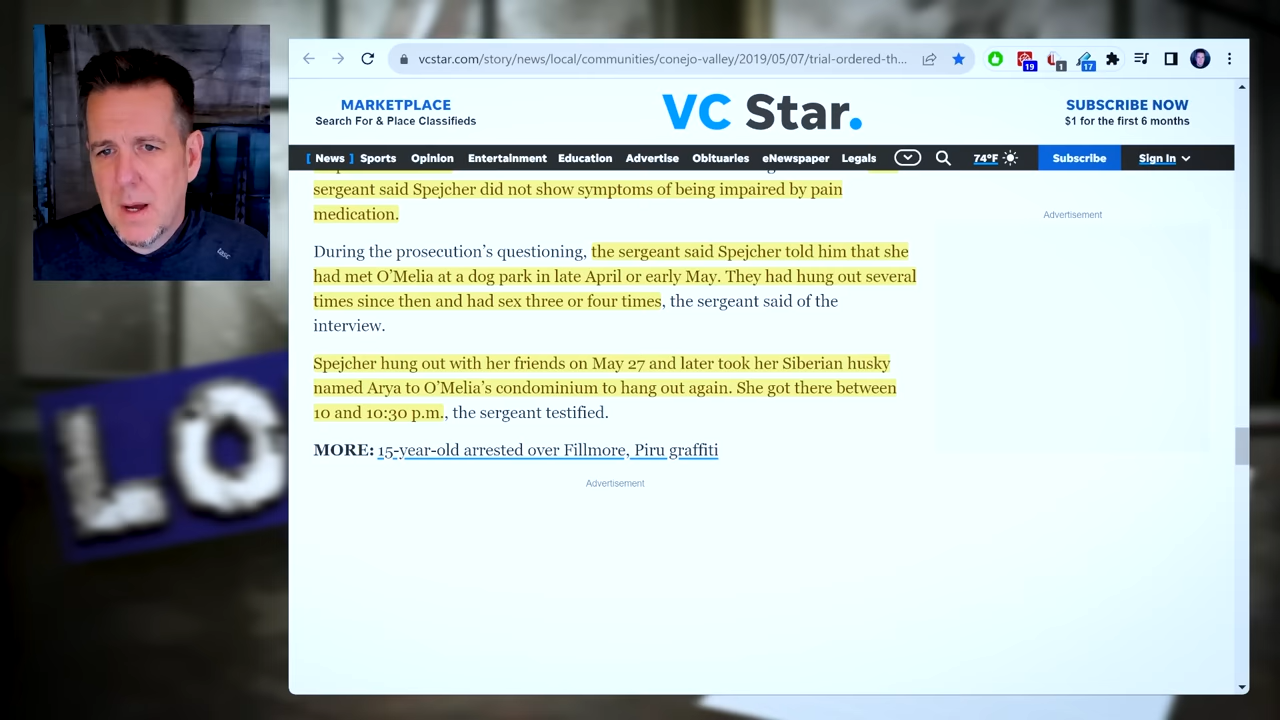 vcstar.com/story/news/local/communities/conejo-valley/2019/05/07/trial-ordered-th...
19
1
17
MARKETPLACE
Search For & Place Classifieds
VC Star.
SUBSCRIBE NOW
$1 for the first 6 months
[ News ] Sports Opinion Entertainment Education Advertise Obituaries eNewspaper Legals 74°F Subscribe Sign In
sergeant said Spejcher did not show symptoms of being impaired by pain
medication.
Advertisement
During the prosecution’s questioning, the sergeant said Spejcher told him that she
had met O’Melia at a dog park in late April or early May. They had hung out several
times since then and had sex three or four times, the sergeant said of the
interview.
Spejcher hung out with her friends on May 27 and later took her Siberian husky
named Arya to O’Melia’s condominium to hang out again. She got there between
10 and 10:30 p.m., the sergeant testified.
MORE: 15-year-old arrested over Fillmore, Piru graffiti
Advertisement
tasc
LO